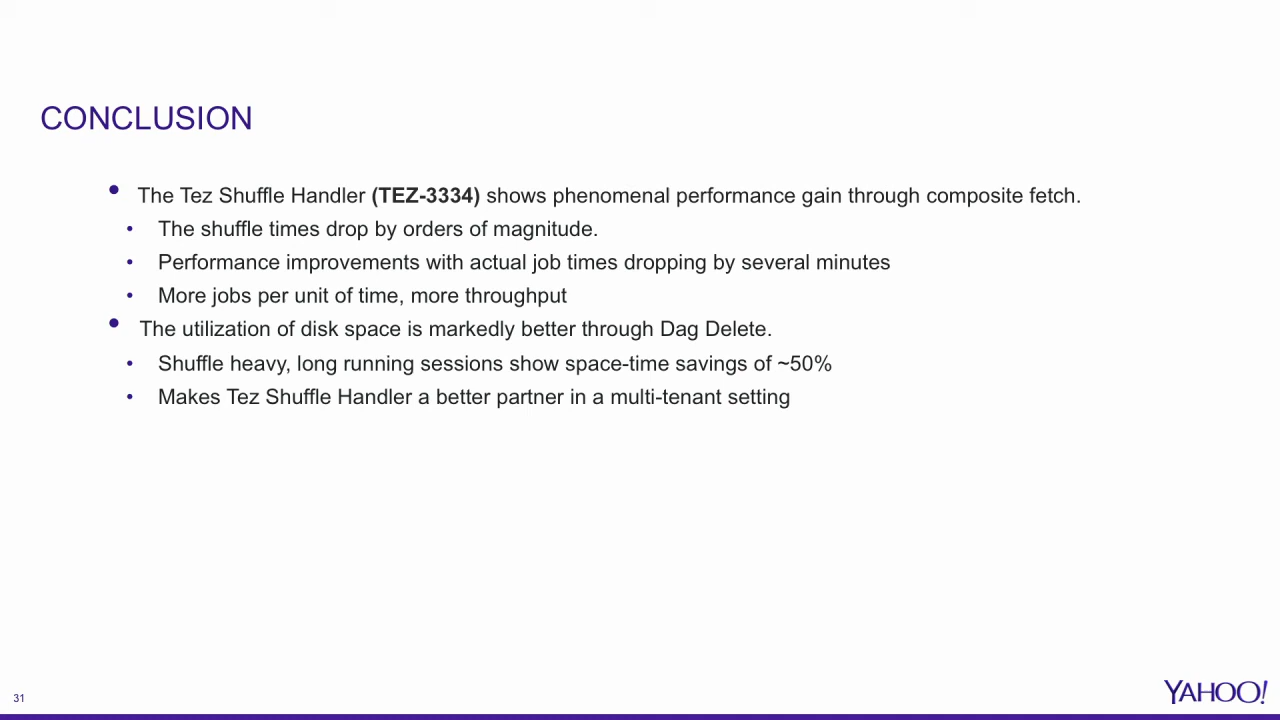 CONCLUSION
• The Tez Shuffle Handler (TEZ-3334) shows phenomenal performance gain through composite fetch.
• The shuffle times drop by orders of magnitude.
• Performance improvements with actual job times dropping by several minutes
• More jobs per unit of time, more throughput
• The utilization of disk space is markedly better through Dag Delete.
• Shuffle heavy, long running sessions show space-time savings of ~50%
• Makes Tez Shuffle Handler a better partner in a multi-tenant setting
31
YAHOO!